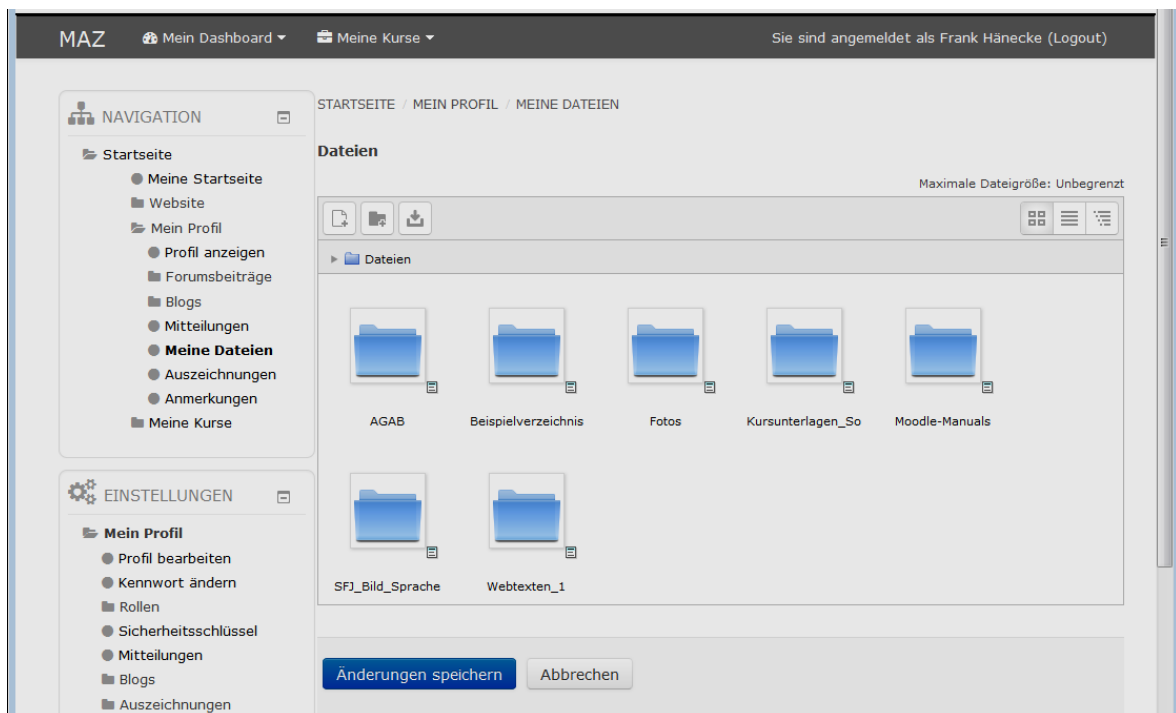 MAZ Mein Dashboard Meine Kurse Sie sind angemeldet als Frank Hänecke (Logout)
NAVIGATION
Startseite
Meine Startseite
Website
Mein Profil
Profil anzeigen
Forumsbeiträge
Blogs
Mitteilungen
Meine Dateien
Auszeichnungen
Anmerkungen
Meine Kurse
EINSTELLUNGEN
Mein Profil
Profil bearbeiten
Kennwort ändern
Rollen
Sicherheitsschlüssel
Mitteilungen
Blogs
Auszeichnungen
STARTSEITE / MEIN PROFIL / MEINE DATEIEN
Dateien
Maximale Dateigröße: Unbegrenzt
Dateien
AGAB Beispielverzeichnis Fotos Kursunterlagen_So Moodle-Manuals
SFJ_Bild_Sprache Webtexten_1
Änderungen speichern Abbrechen